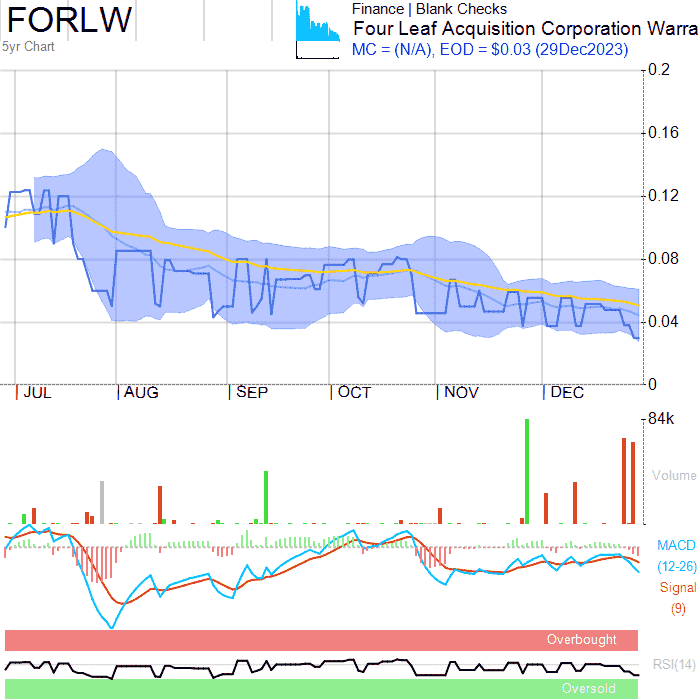 FORLW
5yr Chart
Finance | Blank Checks
Four Leaf Acquisition Corporation Warra
MC = (N/A), EOD = $0.03 (29Dec2023)
0.2
0.16
0.12
0.08
0.04
0
JUL AUG SEP OCT NOV DEC
84k
Volume
MACD
(12-26)
Signal
(9)
Overbought
RSI(14)
Oversold